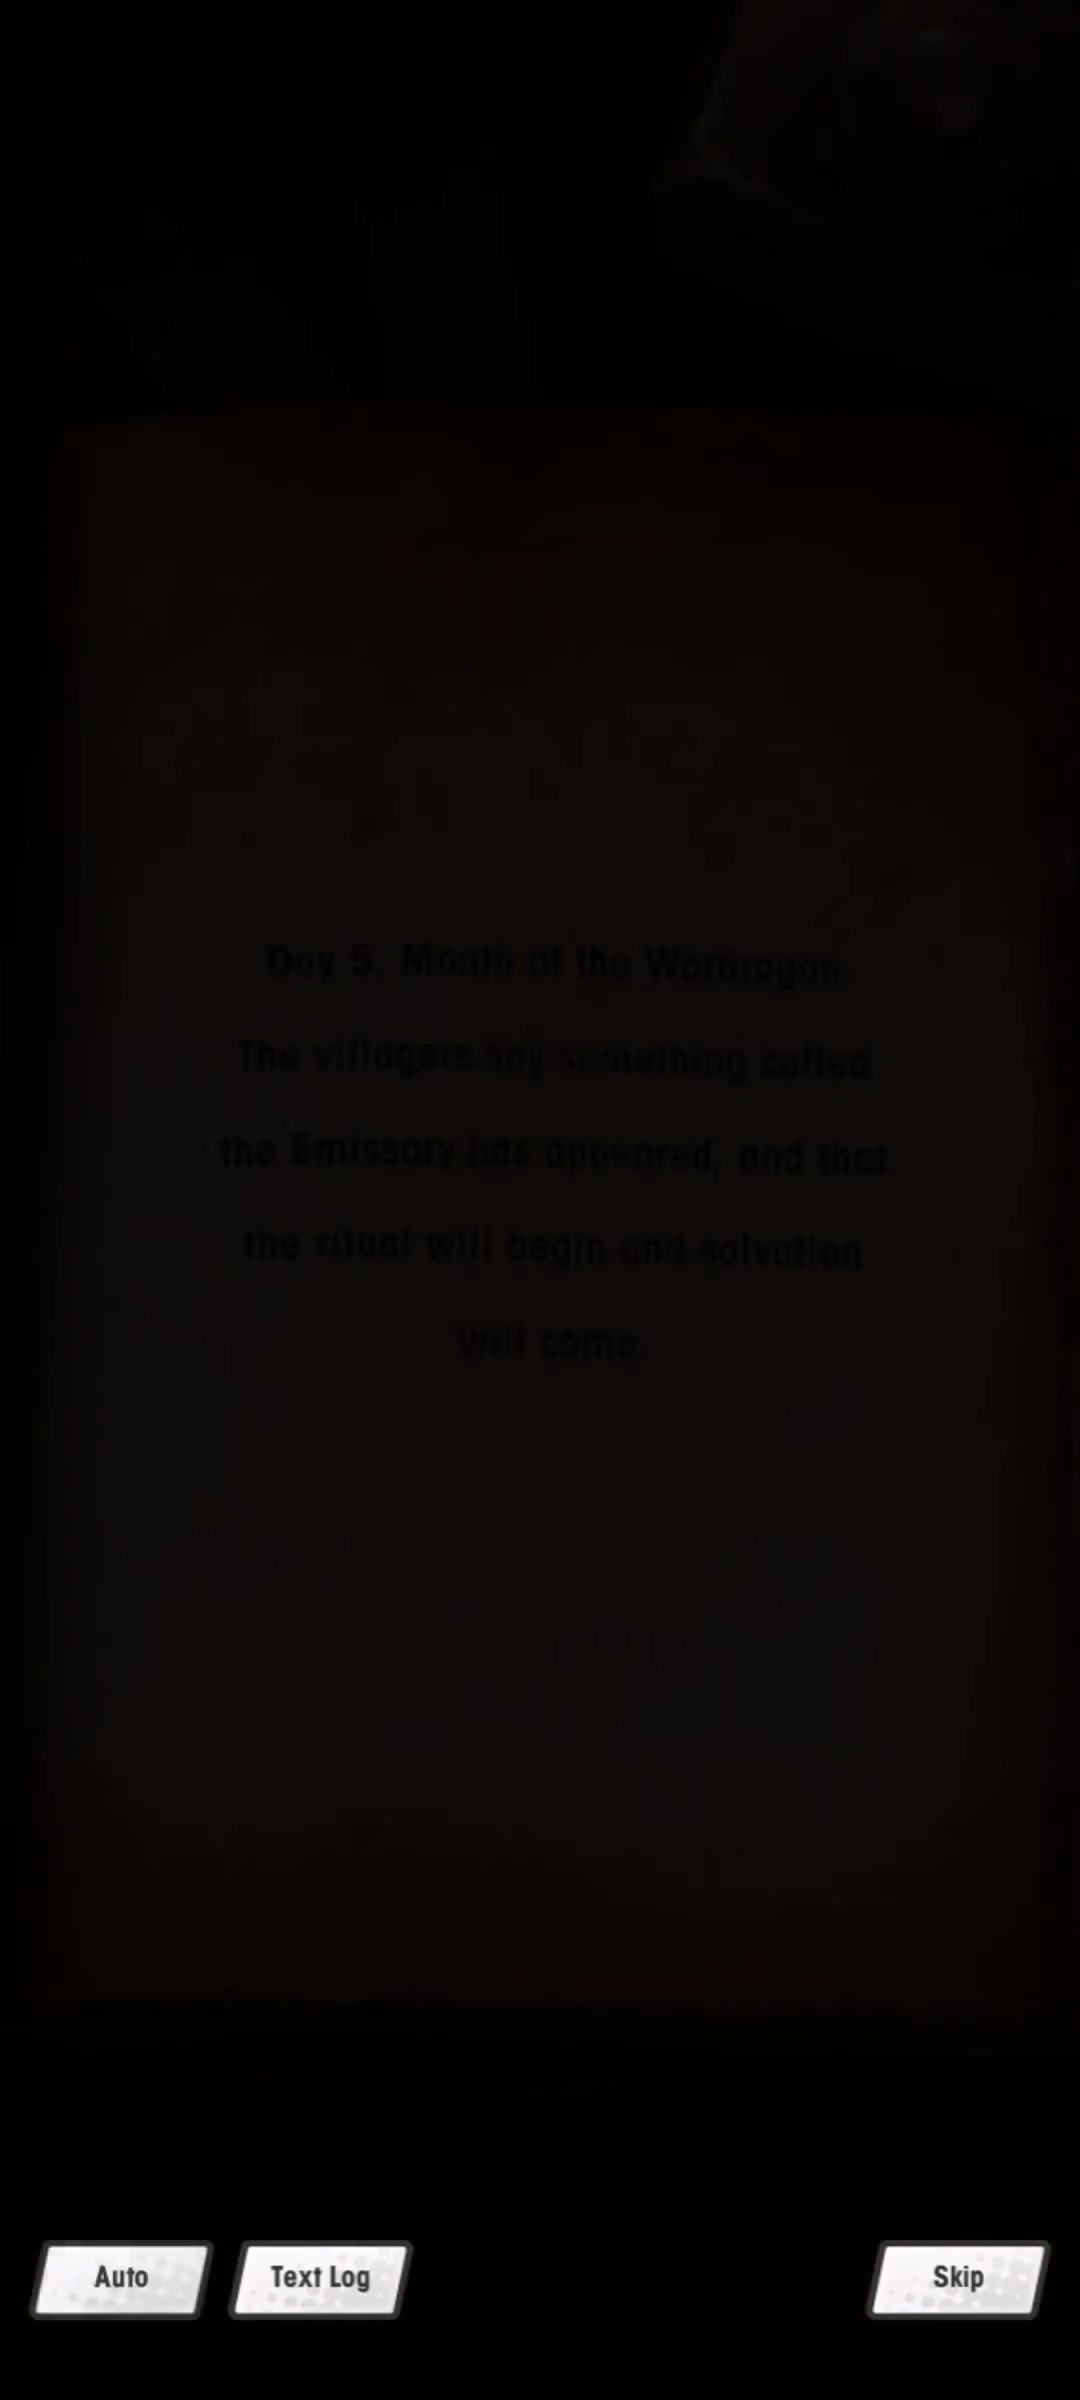 Day 5, Month of the Wardragon
The villagers say something called
the Emissary has appeared, and that
the ritual will begin and salvation
will come.
Auto
Text Log
Skip